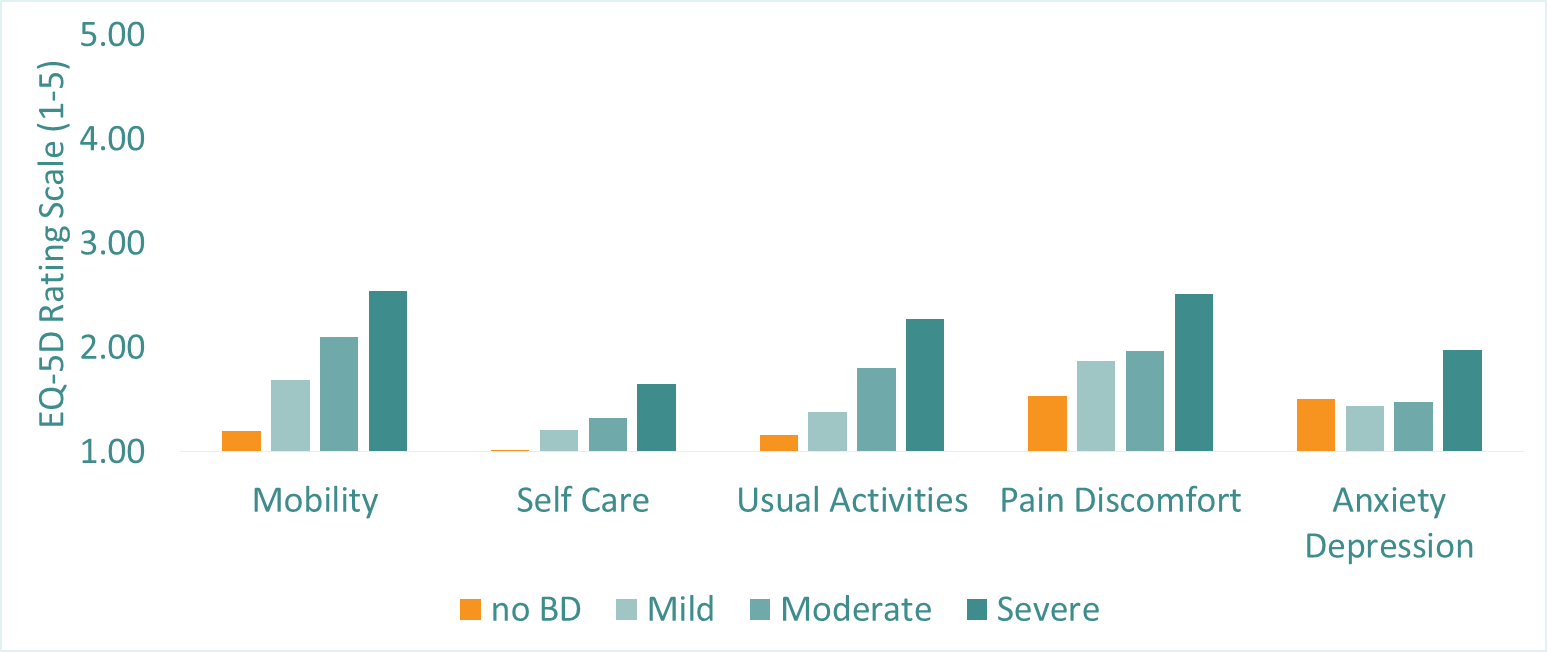 EQ-5D Rating Scale (1-5)
5.00
4.00
3.00
2.00
1.00
Mobility
Self Care
Usual Activities
Pain Discomfort
Anxiety
Depression
no BD
Mild
Moderate
Severe